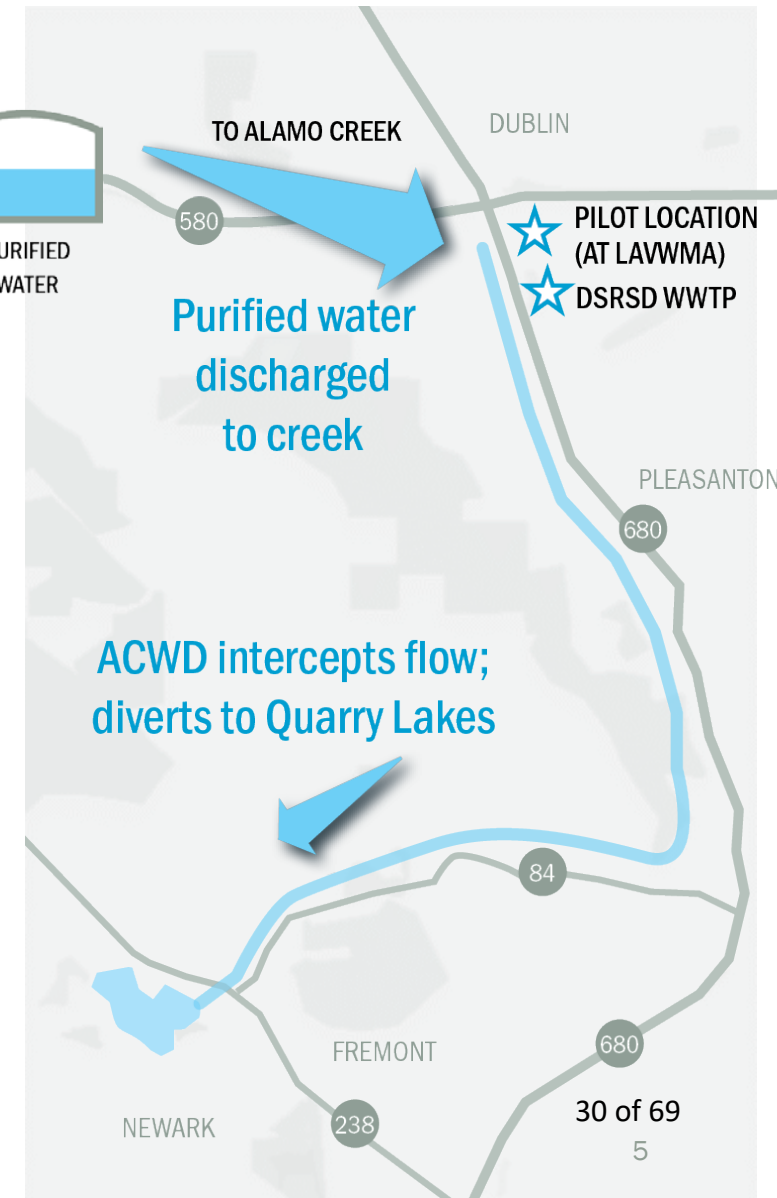 TO ALAMO CREEK
DUBLIN
580
PILOT LOCATION
(AT LAVWMA)
DSRSD WWTP
URIFIED
WATER
Purified water
discharged
to creek
PLEASANTON
680
ACWD intercepts flow;
diverts to Quarry Lakes
84
FREMONT
680
NEWARK
238
30 of 69
5